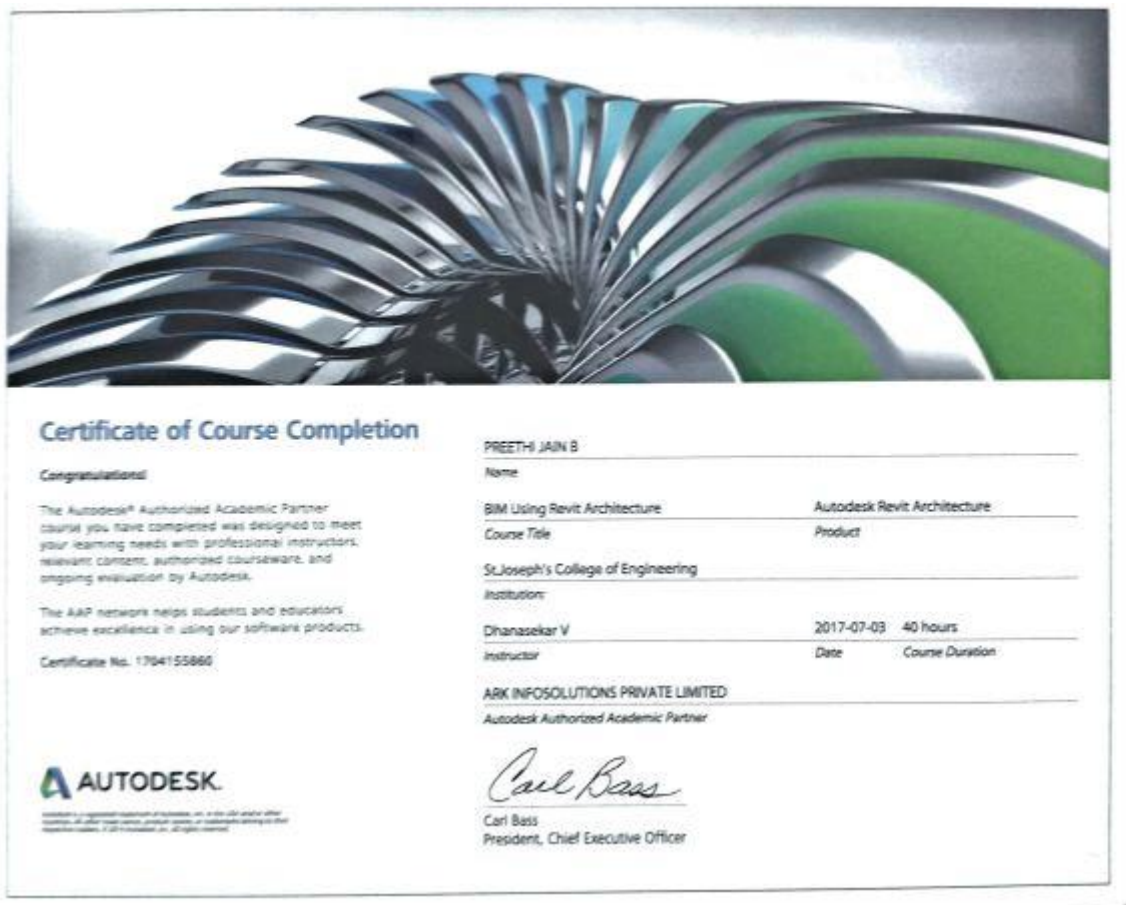 Certificate of Course Completion
Congratulations!
The Autodesk® Authorized Academic Partner
course you have completed was designed to meet
your learning needs with professional instructors,
relevant content, authorized courseware, and
ongoing evaluation by Autodesk.
The AAP network helps students and educators
achieve excellence in using our software products.
Certificate No. 1704155860
PREETHI JAIN B
Name
BIM Using Revit Architecture Autodesk Revit Architecture
Course Title Product
St.Joseph's College of Engineering
Institution:
Dhanasekar V 2017-07-03 40 hours
Instructor Date Course Duration
ARK INFOSOLUTIONS PRIVATE LIMITED
Autodesk Authorized Academic Partner
AUTODESK.
Carl Bass
Carl Bass
President, Chief Executive Officer